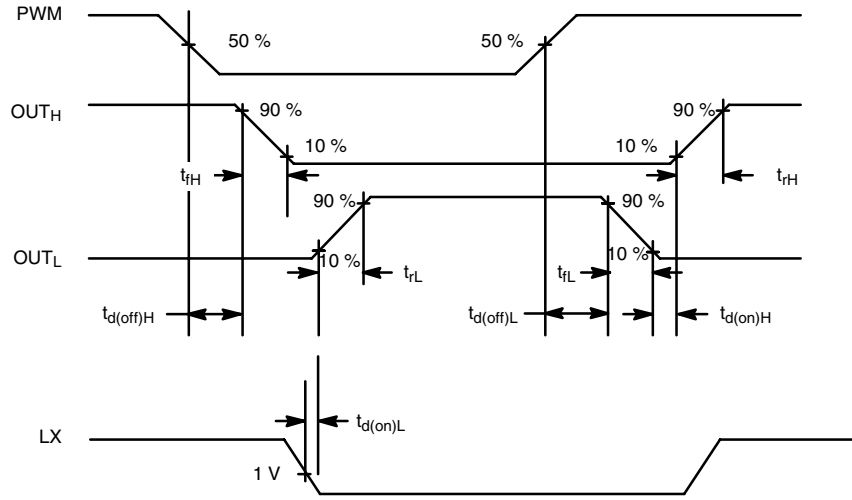 PWM
50 %
50 %
OUTH
90 %
90 %
10 %
10 %
tfH
trH
90 %
90 %
OUTL
10 %
10 %
trL
tfL
td(off)H
td(off)L
td(on)H
td(on)L
LX
1 V